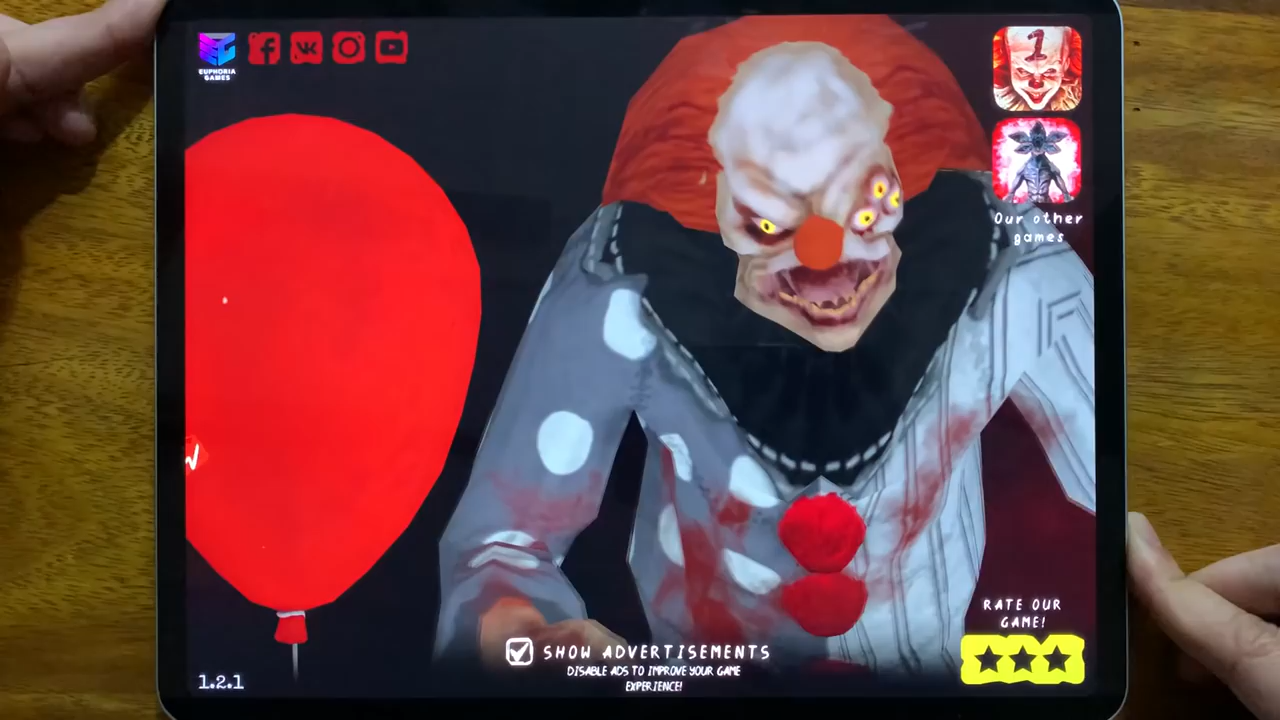 EUPHORIA
GAMES
1
Our other
games
RATE OUR
GAME!
SHOW ADVERTISEMENTS
DISABLE ADS TO IMPROVE YOUR GAME
EXPERIENCE!
1.2.1